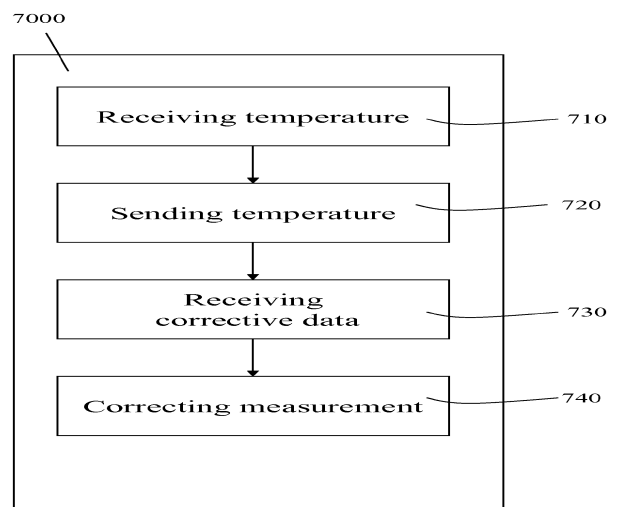 7000
Receiving temperature
710
Sending temperature
720
Receiving
corrective data
730
Correcting measurement
740